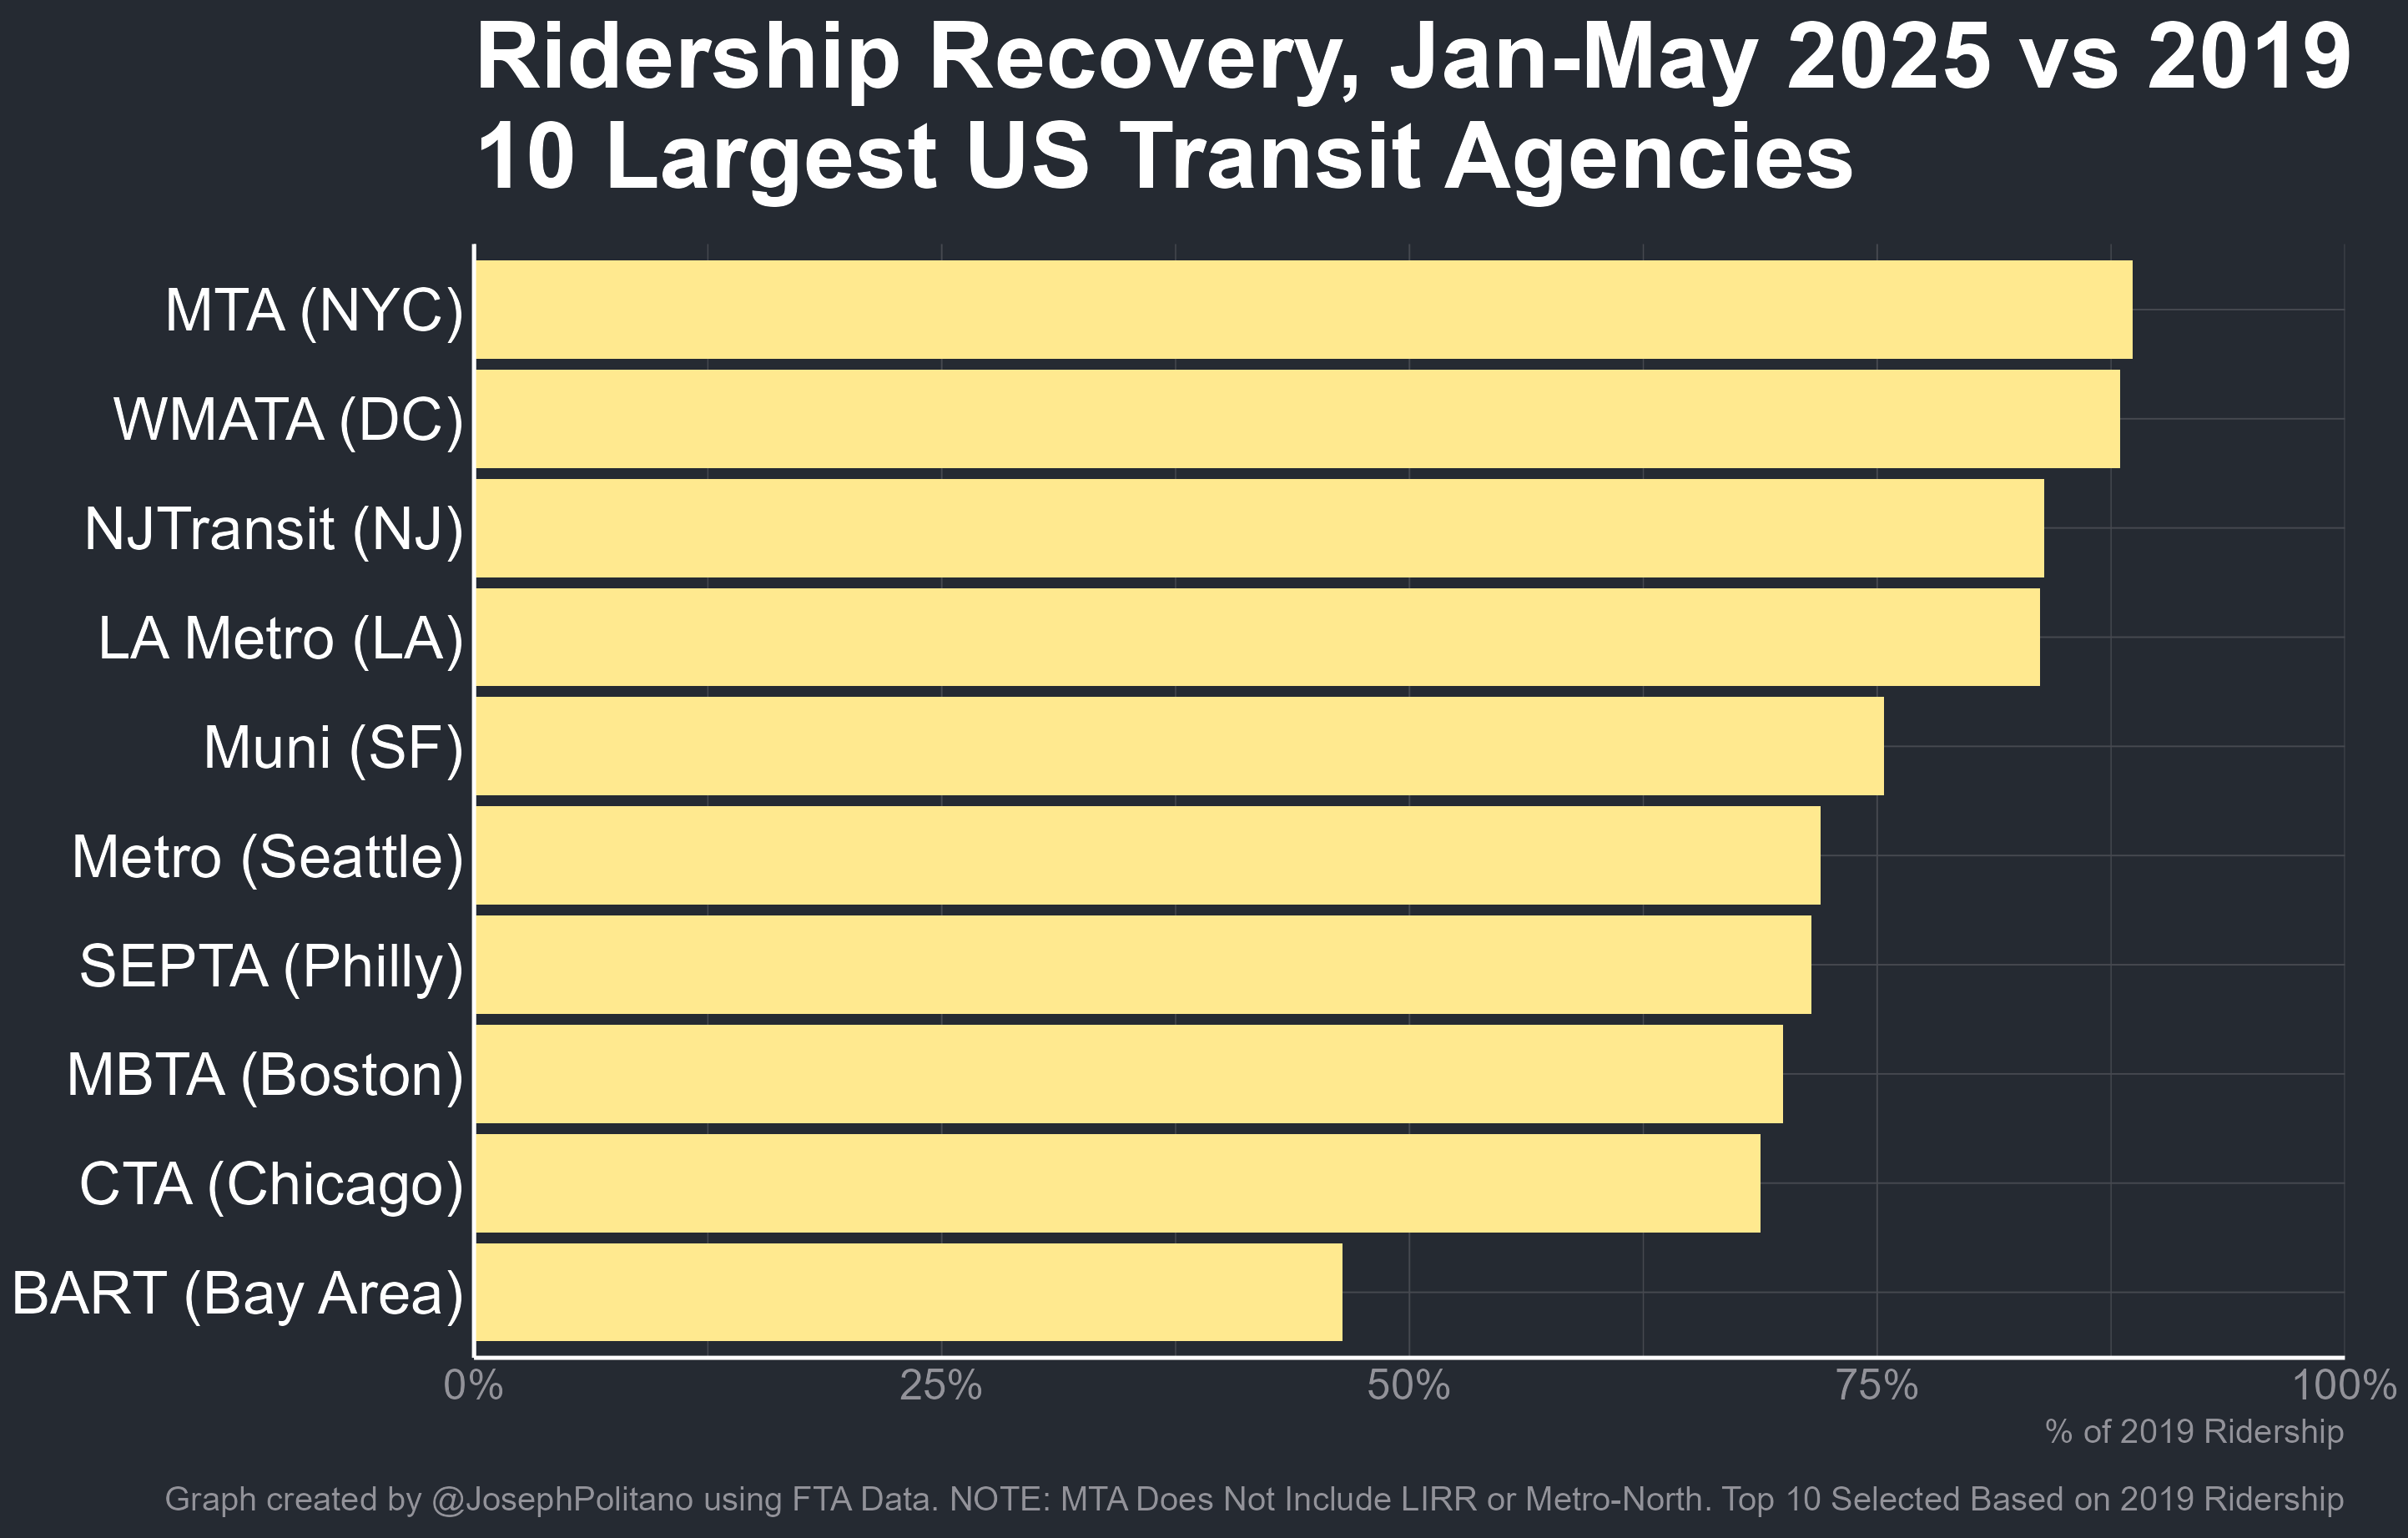 Ridership Recovery, Jan-May 2025 vs 2019
10 Largest US Transit Agencies
MTA (NYC)
WMATA (DC)
NJTransit (NJ)
LA Metro (LA)
Muni (SF)
Metro (Seattle)
SEPTA (Philly)
MBTA (Boston)
CTA (Chicago)
BART (Bay Area)
0% 25% 50% 75% 100%
% of 2019 Ridership
Graph created by @JosephPolitano using FTA Data. NOTE: MTA Does Not Include LIRR or Metro-North. Top 10 Selected Based on 2019 Ridership